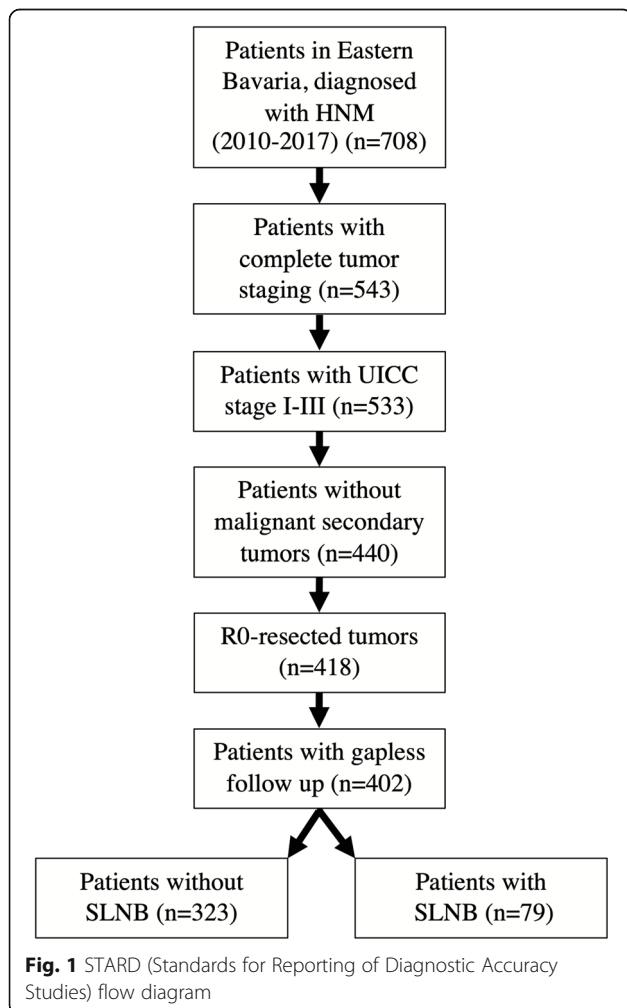 Patients in Eastern
Bavaria, diagnosed
with HNM
(2010-2017) (n=708)
Patients with
complete tumor
staging (n=543)
Patients with UICC
stage I-III (n=533)
Patients without
malignant secondary
tumors (n=440)
R0-resected tumors
(n=418)
Patients with gapless
follow up (n=402)
Patients without
SLNB (n=323)
Patients with
SLNB (n=79)
Fig. 1 STARD (Standards for Reporting of Diagnostic Accuracy
Studies) flow diagram